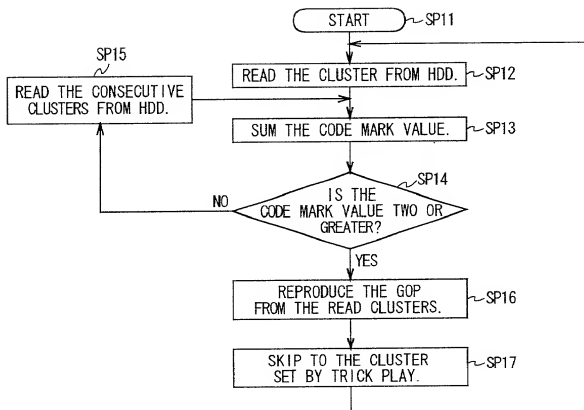 START
SP11
SP15
READ THE CONSECUTIVE
CLUSTERS FROM HDD.
READ THE CLUSTER FROM HDD.
SP12
SUM THE CODE MARK VALUE.
SP13
SP14
IS THE
CODE MARK VALUE TWO OR
GREATER?
NO
YES
REPRODUCE THE GOP
FROM THE READ CLUSTERS.
SP16
SKIP TO THE CLUSTER
SET BY TRICK PLAY.
SP17